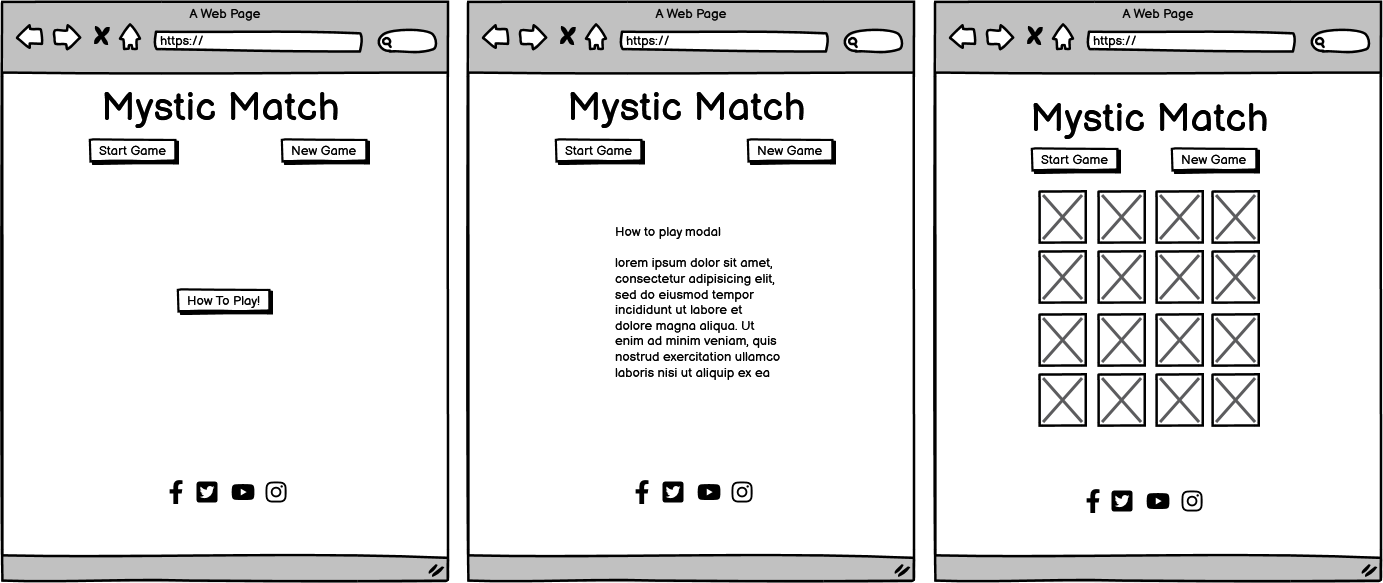 A Web Page
https://
Mystic Match
Start Game
New Game
How To Play!
A Web Page
https://
Mystic Match
Start Game
New Game
How to play modal
lorem ipsum dolor sit amet,
consectetur adipisicing elit,
sed do eiusmod tempor
incididunt ut labore et
dolore magna aliqua. Ut
enim ad minim veniam, quis
nostrud exercitation ullamco
laboris nisi ut aliquip ex ea
A Web Page
https://
Mystic Match
Start Game
New Game